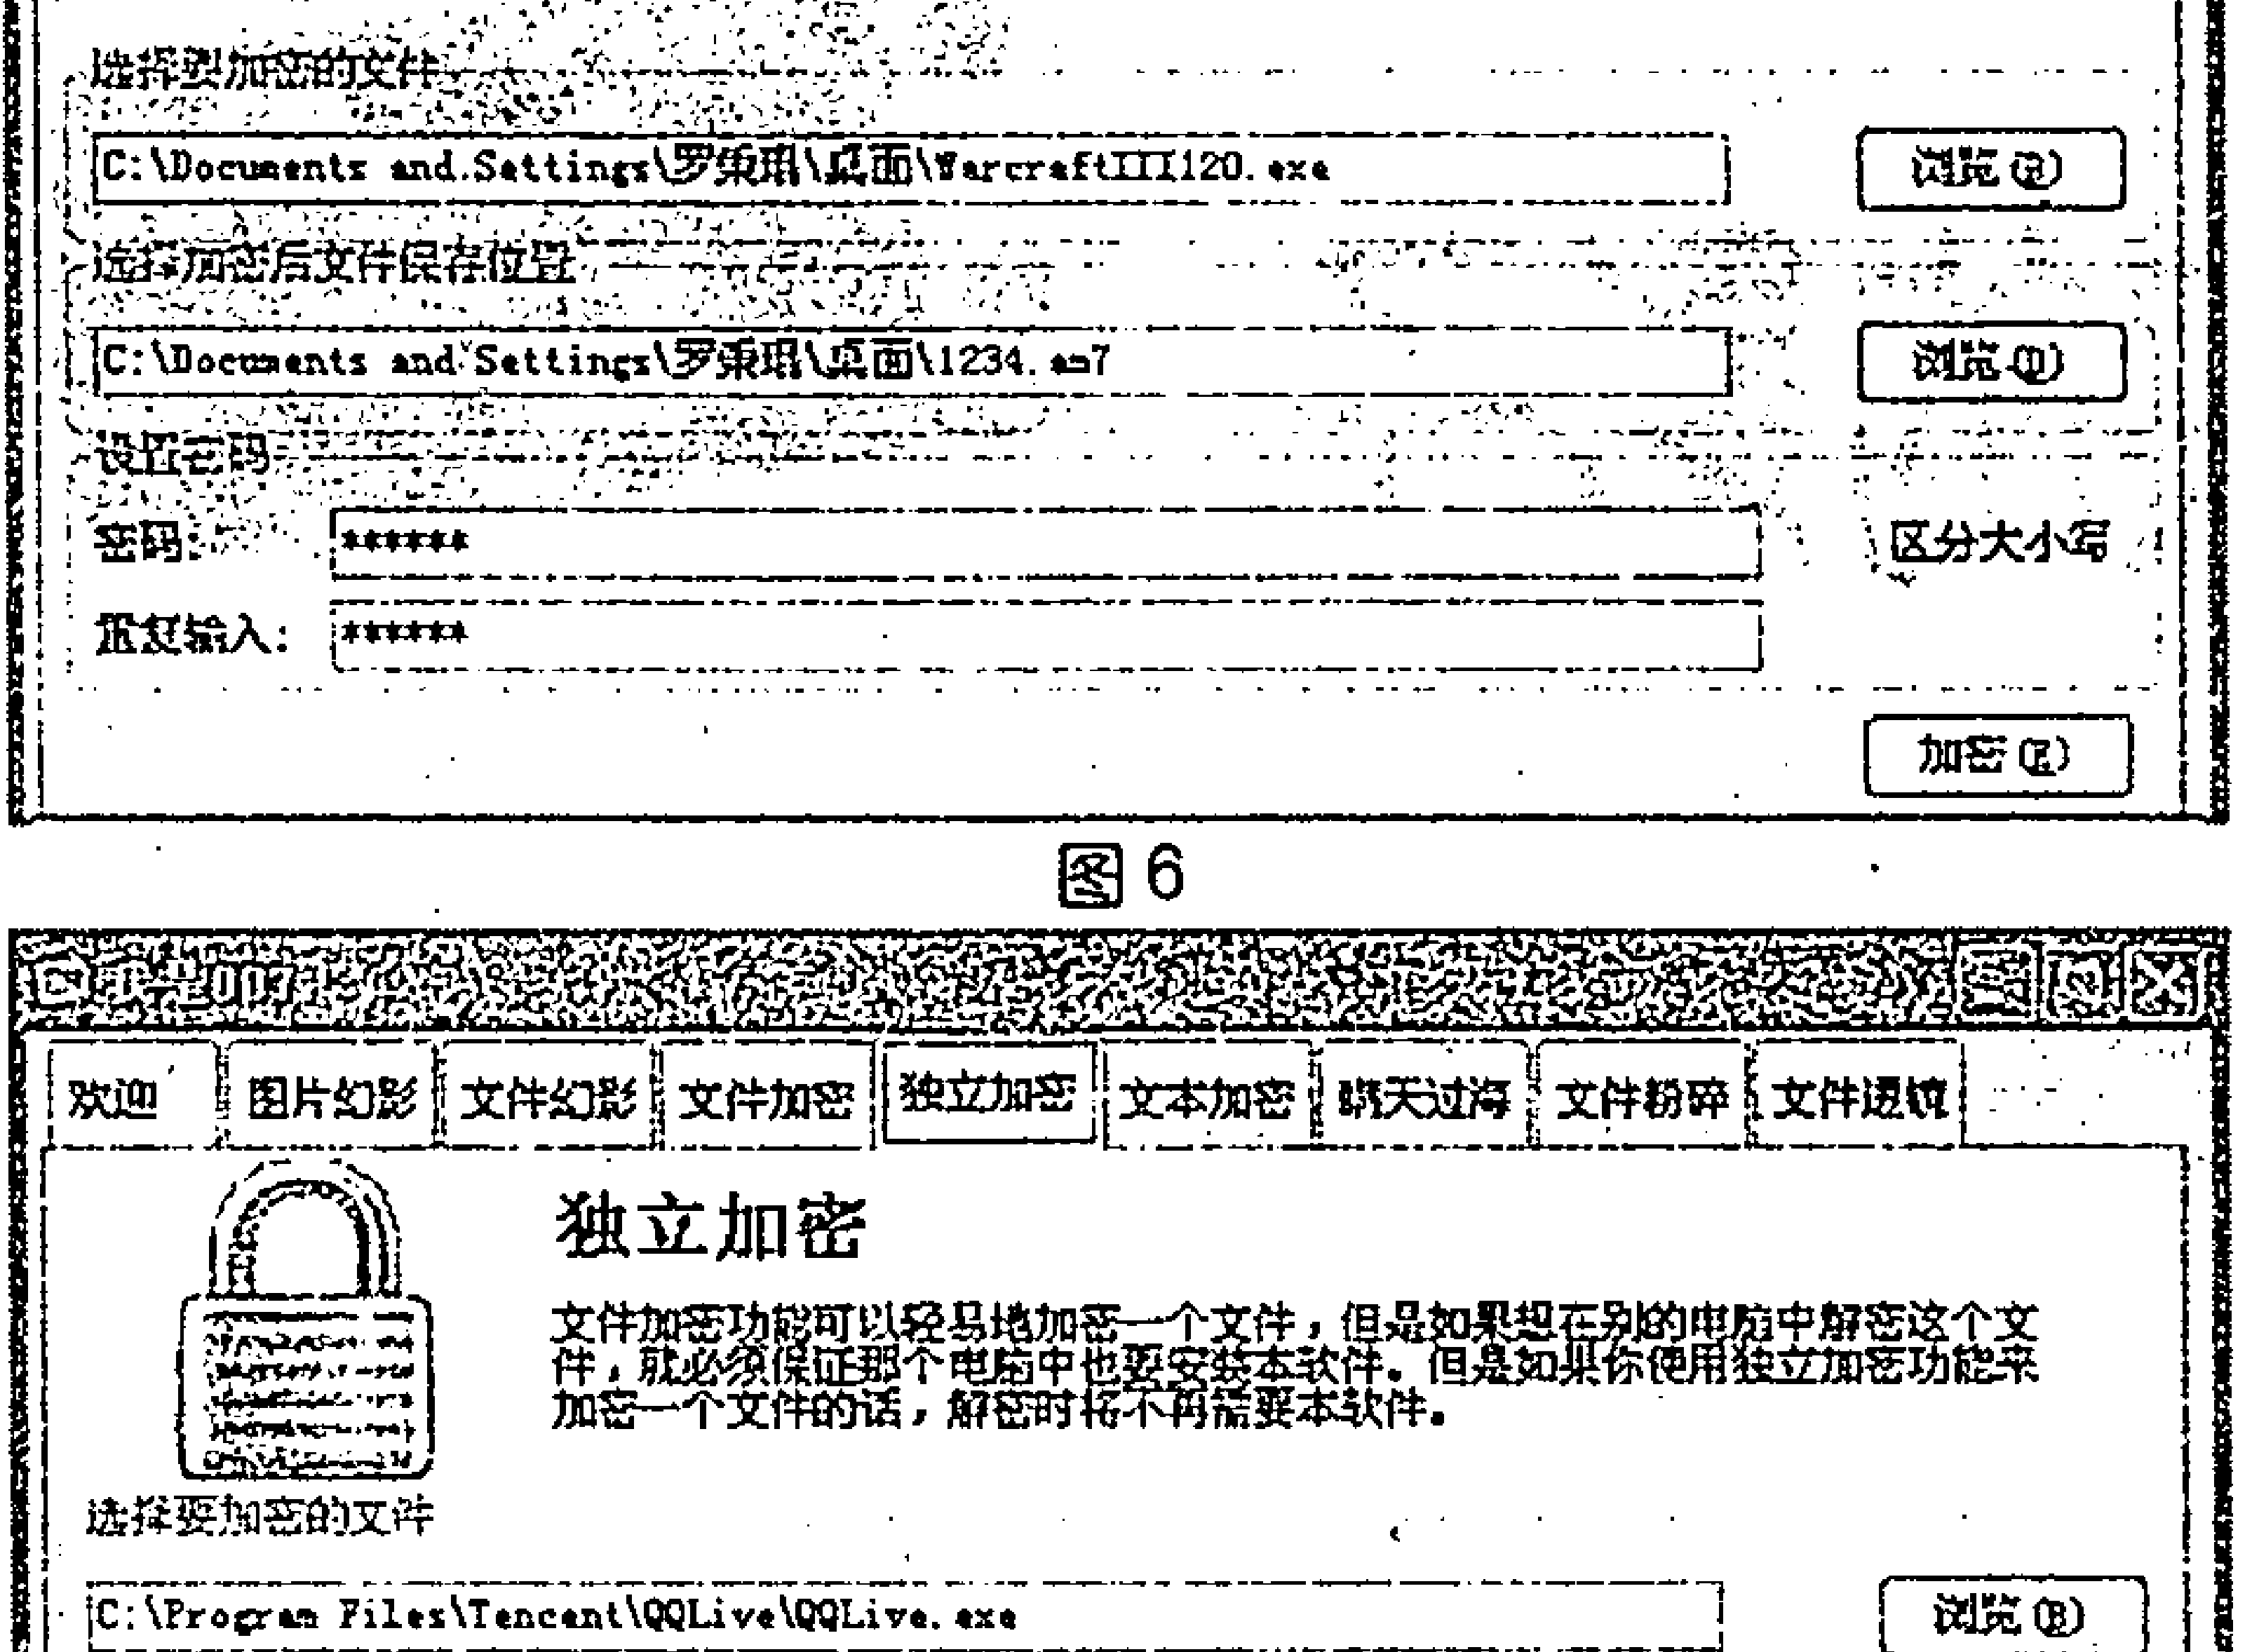 选择要加密的文件
C:\Documents and Settings\罗秉琨\桌面\WarcraftIII120.exe
浏览(B)
选择加密后文件保存位置
C:\Documents and Settings\罗秉琨\桌面\1234.em7
浏览(D)
设置密码
密码:
******
区分大小写
重复输入:
******
加密(E)
图 6
007
欢迎
图片幻影
文件幻影
文件加密
独立加密
文本加密
瞒天过海
文件粉碎
文件透镜
独立加密
文件加密功能可以轻易地加密一个文件，但是如果想在别的电脑中解密这个文
件，就必须保证那个电脑中也要安装本软件。但是如果你使用独立加密功能来
加密一个文件的话，解密时将不再需要本软件。
选择要加密的文件
C:\Program Files\Tencent\QQLive\QQLive.exe
浏览(B)